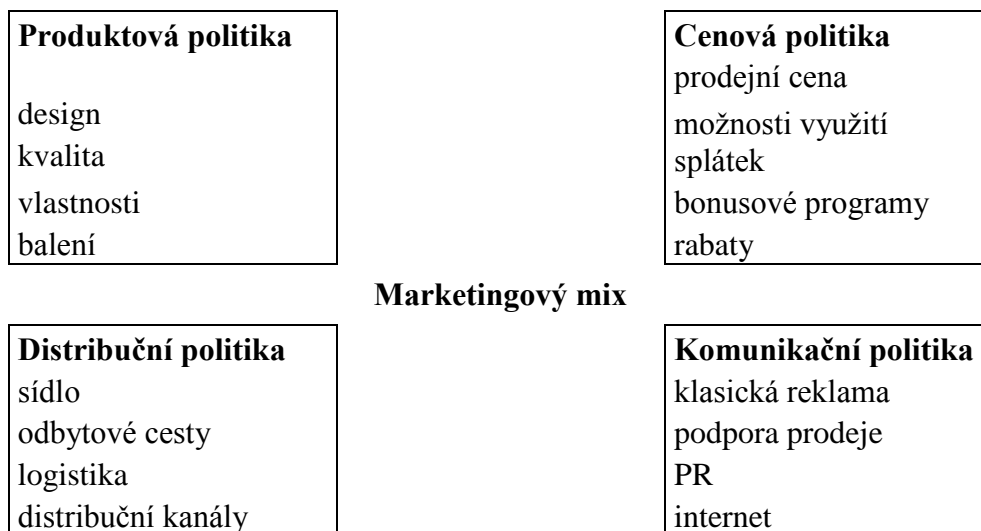 Produktová politika
design
kvalita
vlastnosti
balení
Cenová politika
prodejní cena
možnosti využití
splátek
bonusové programy
rabaty
Marketingový mix
Distribuční politika
sídlo
odbytové cesty
logistika
distribuční kanály
Komunikační politika
klasická reklama
podpora prodeje
PR
internet